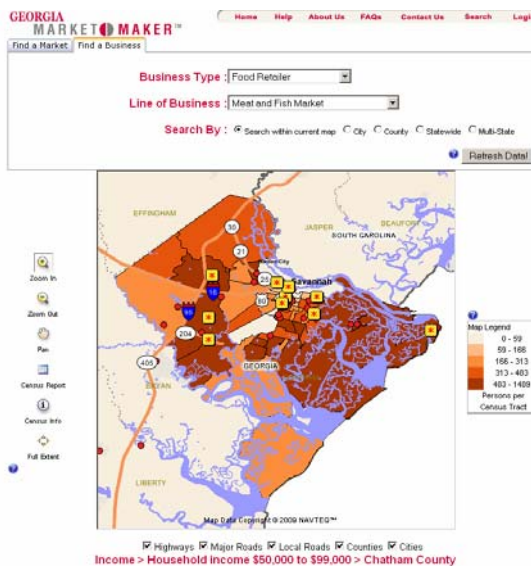 GEORGIA
MARKET MAKER™
Home Help About Us FAQs Contact Us Search Logi
Find a Market Find a Business
Business Type : Food Retailer
Line of Business : Meat and Fish Market
Search By : Search within current map City County Statewide Multi-State
Refresh Data!
EFFINGHAM
JASPER
BEAUFORT
SOUTH CAROLINA
30
21
25
Savannah
16
80
95
204
405
GEORGIA
BRYAN
LIBERTY
Zoom In
Zoom Out
Pan
Census Report
Census Info
Full Extent
Map Legend
0 - 59
59 - 166
166 - 313
313 - 483
483 - 1489
Persons per
Census Tract
Map Data Copyright © 2009 NAVTEQ™
Highways Major Roads Local Roads Counties Cities
Income > Household income $50,000 to $99,000 > Chatham County